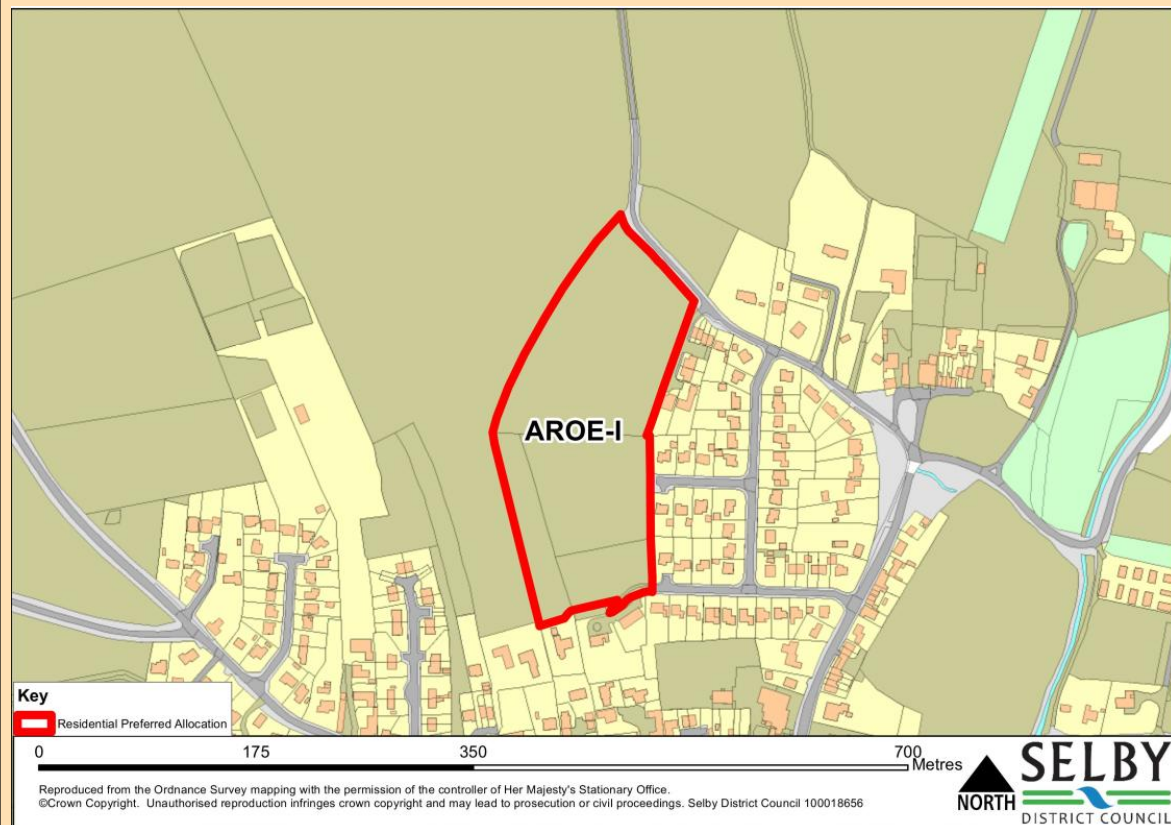 AROE-I
Key
Residential Preferred Allocation
0 175 350 700
Metres
Reproduced from the Ordnance Survey mapping with the permission of the controller of Her Majesty's Stationary Office.
©Crown Copyright. Unauthorised reproduction infringes crown copyright and may lead to prosecution or civil proceedings. Selby District Council 100018656
NORTH
SELBY
DISTRICT COUNCIL